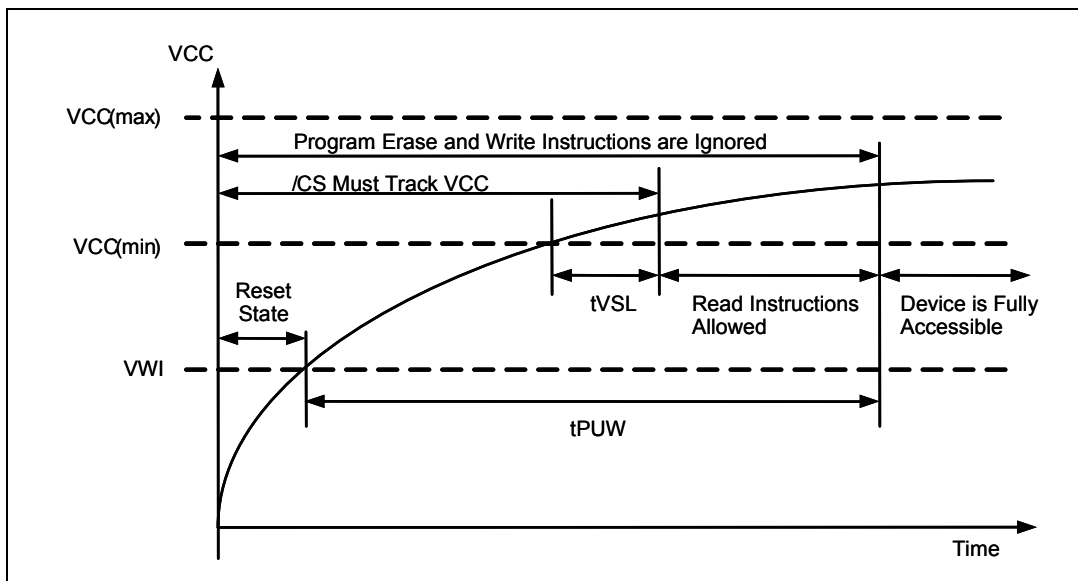 VCC
VCC(max)
Program Erase and Write Instructions are Ignored
/CS Must Track VCC
VCC(min)
Reset
State
tVSL
Read Instructions
Allowed
Device is Fully
Accessible
VWI
tPUW
Time